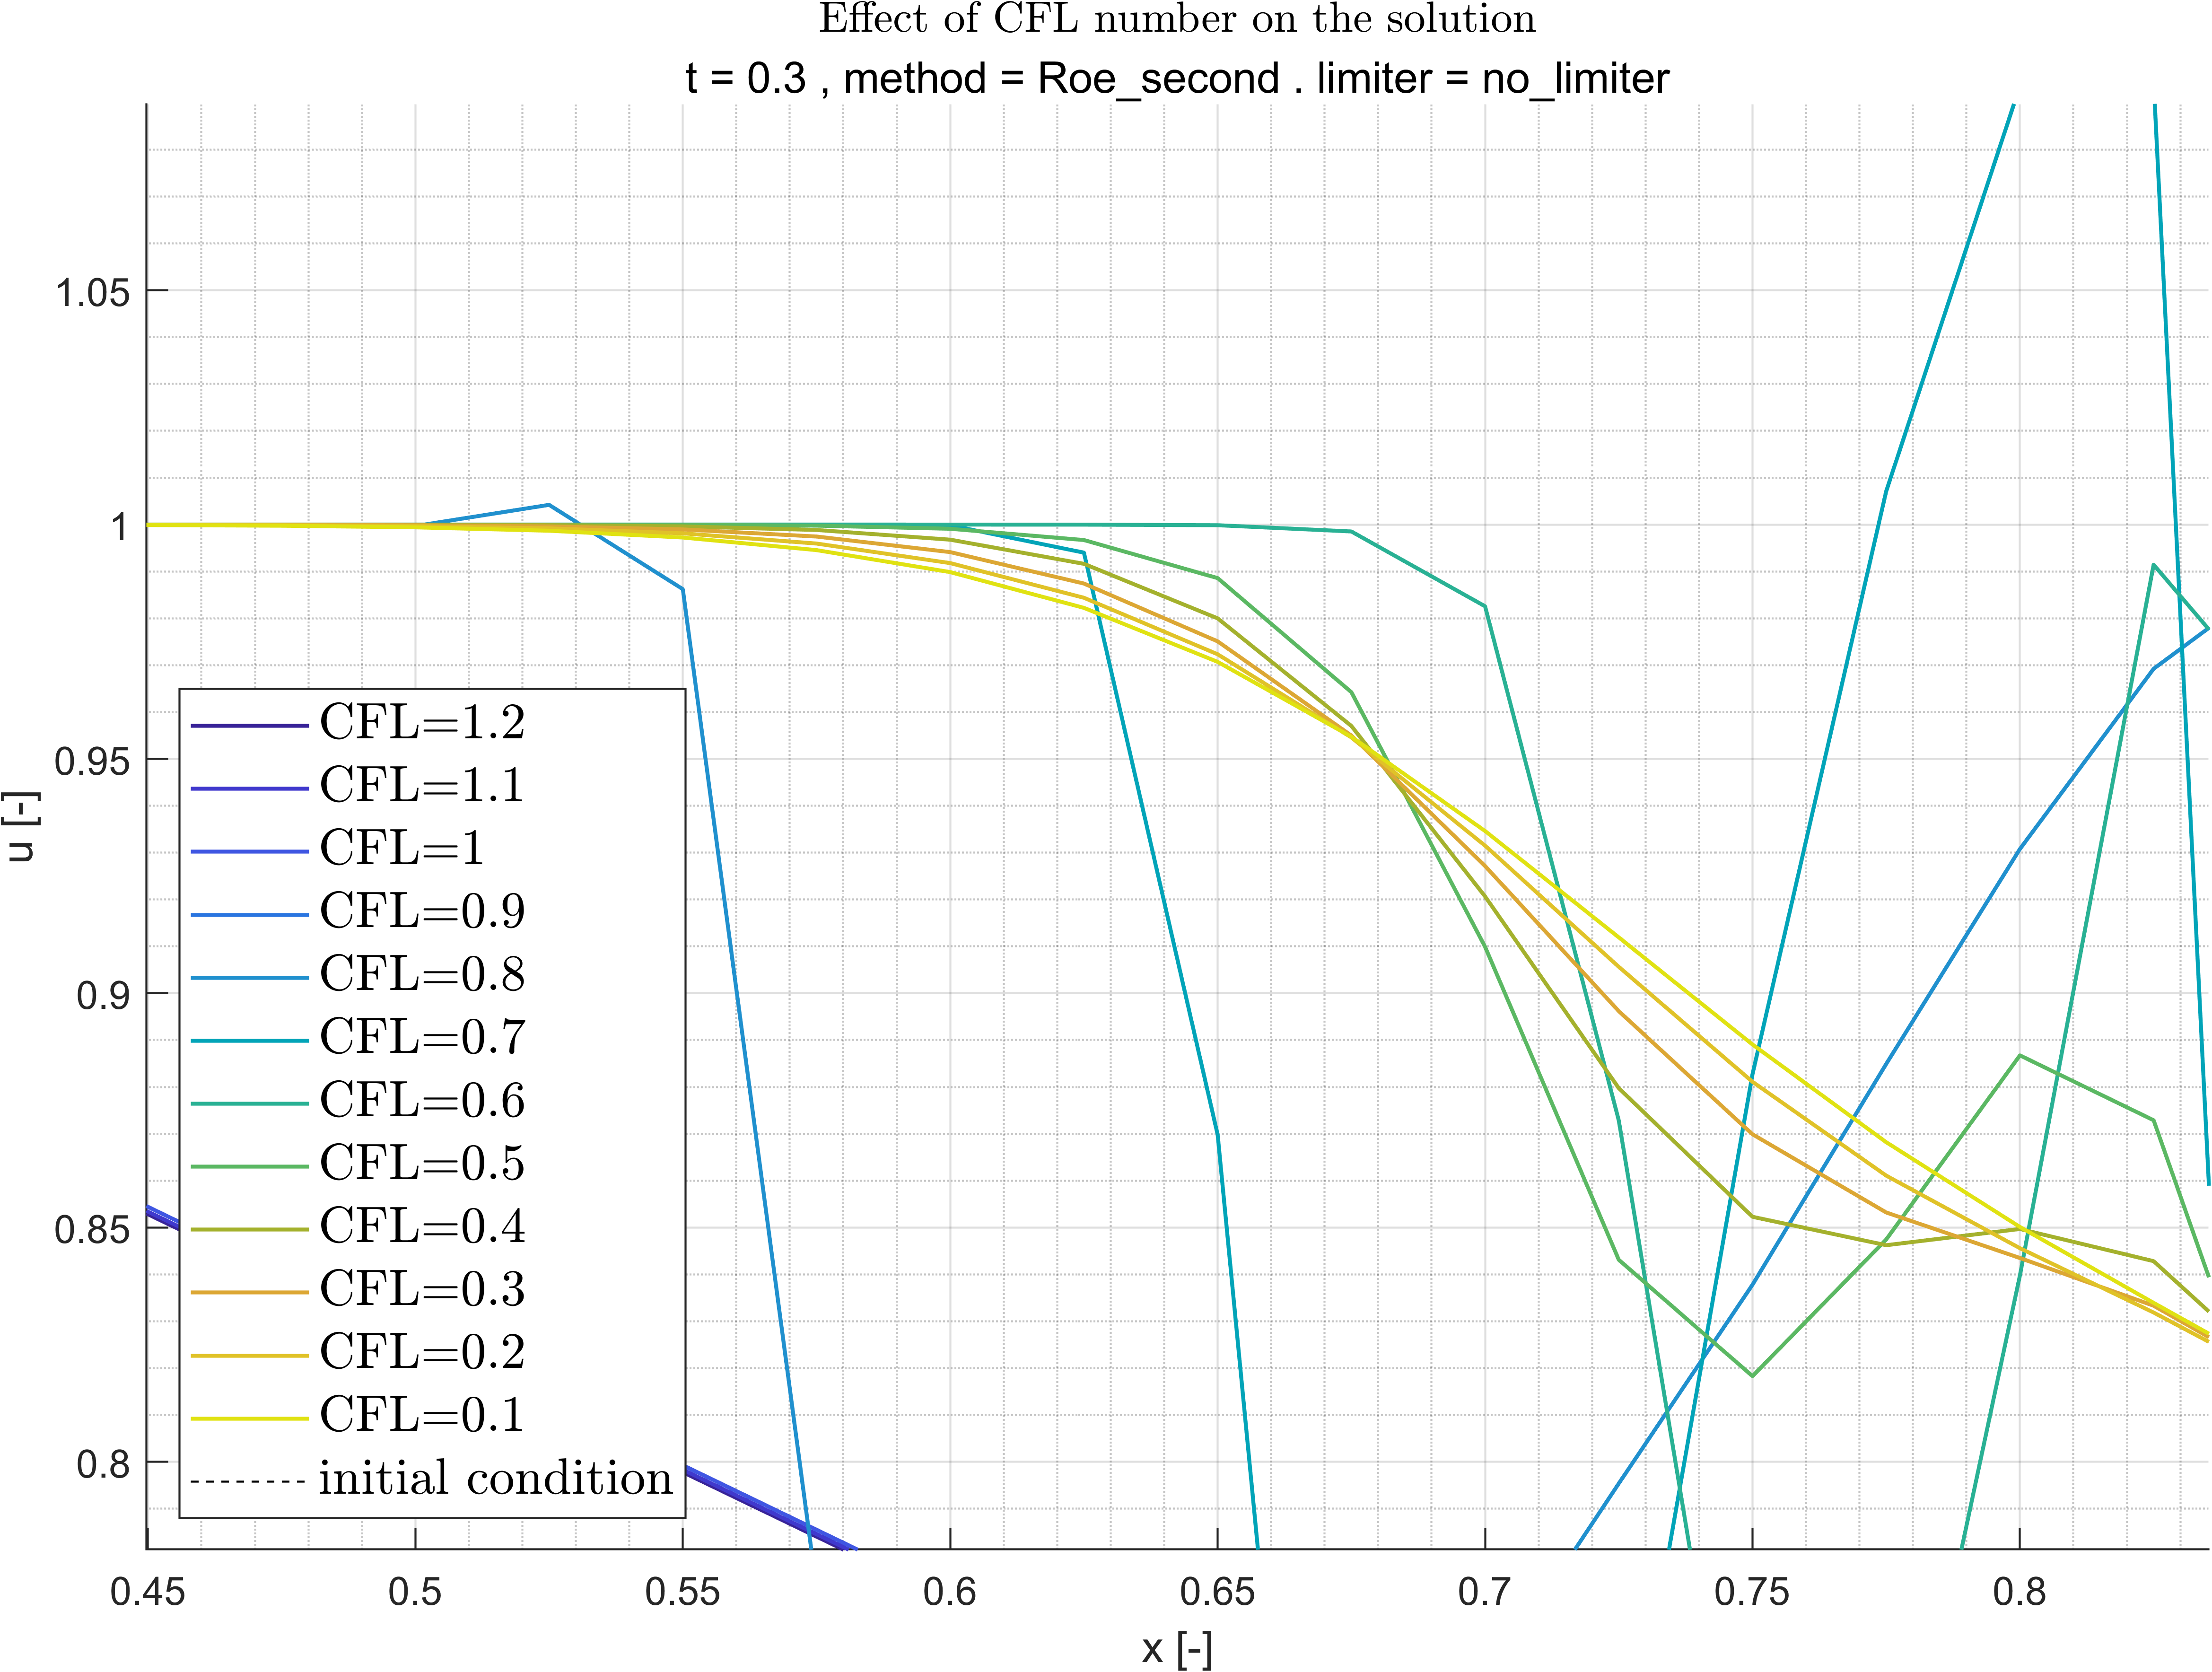 Effect of CFL number on the solution
t = 0.3 , method = Roe_second . limiter = no_limiter
1.05
1
0.95
0.9
0.85
0.8
u [-]
CFL=1.2
CFL=1.1
CFL=1
CFL=0.9
CFL=0.8
CFL=0.7
CFL=0.6
CFL=0.5
CFL=0.4
CFL=0.3
CFL=0.2
CFL=0.1
initial condition
0.45 0.5 0.55 0.6 0.65 0.7 0.75 0.8
x [-]